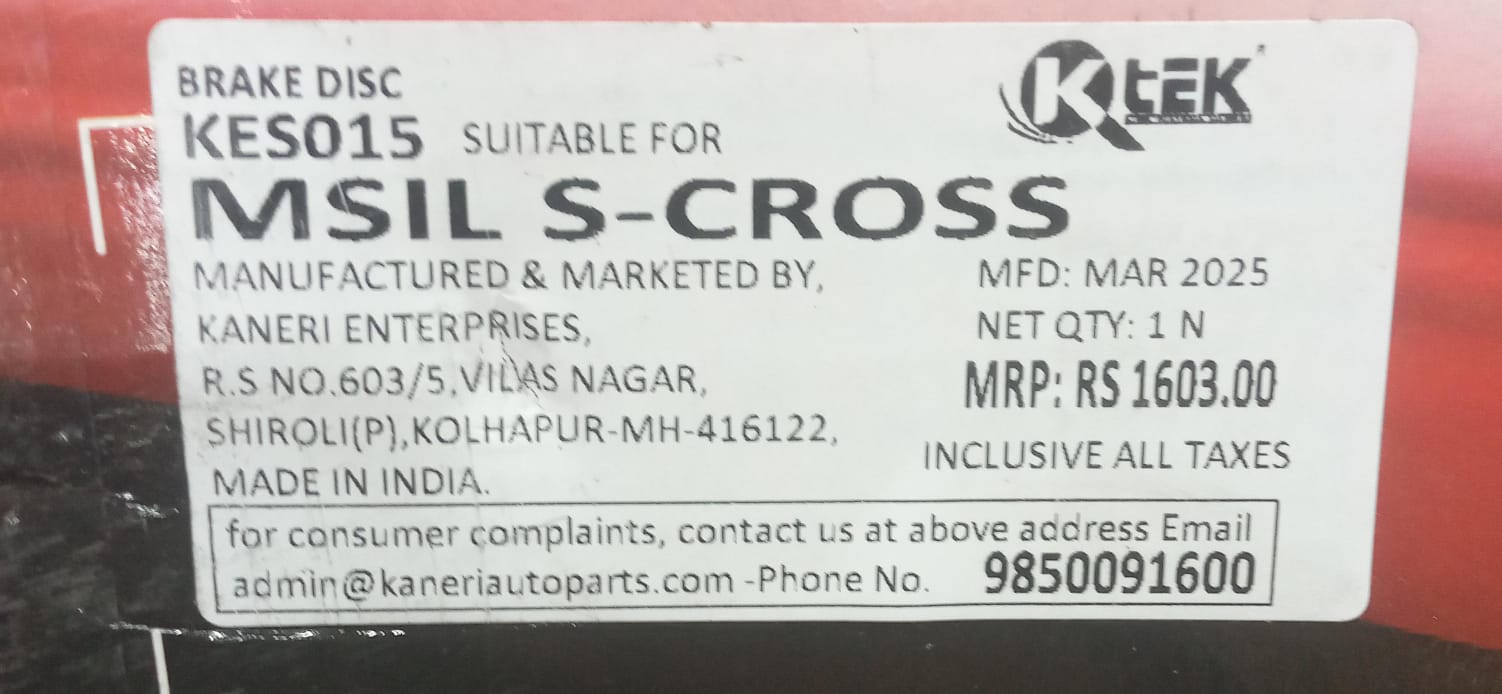 BRAKE DISC
KES015 SUITABLE FOR
KtEK
MSIL S-CROSS
MANUFACTURED & MARKETED BY,
KANERI ENTERPRISES,
R.S NO.603/5,VILAS NAGAR,
SHIROLI(P),KOLHAPUR-MH-416122,
MADE IN INDIA.
MFD: MAR 2025
NET QTY: 1 N
MRP: RS 1603.00
INCLUSIVE ALL TAXES
for consumer complaints, contact us at above address Email
admin@kaneriautoparts.com -Phone No. 9850091600